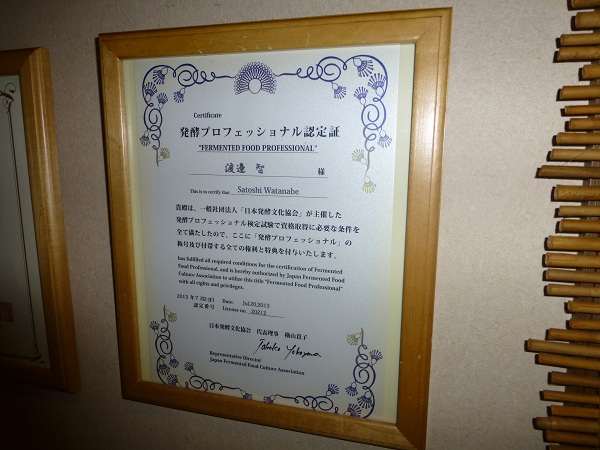 Certificate
発酵プロフェッショナル認定証
"FERMENTED FOOD PROFESSIONAL"
渡邉 智 様
This is to certify that Satoshi Watanabe
貴殿は、一般社団法人「日本発酵文化協会」が主催した
発酵プロフェッショナル検定試験で資格取得に必要な条件を
全て満たしたので、ここに「発酵プロフェッショナル」の
称号及び付帯する全ての権利と特典を付与いたします。
has fulfilled all required conditions for the certification of Fermented
Food Professional, and is hereby authorized by Japan Fermented Food
Culture Association to utilize this title "Fermented Food Professional"
with all rights and privileges.
2013 年 7 月 日 Date: Jul,20,2013
認定番号 License no. 20212
日本発酵文化協会 代表理事 横山貴子
Takako Yokoyama
Representative Director
Japan Fermented Food Culture Association